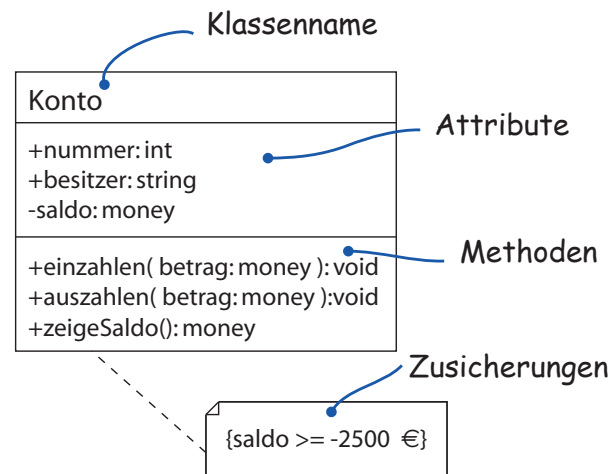 Klassenname
Konto
+nummer: int
+besitzer: string
-saldo: money
Attribute
+einzahlen( betrag: money ): void
+auszahlen( betrag: money ):void
+zeigeSaldo(): money
Methoden
Zusicherungen
{saldo >= -2500 €}